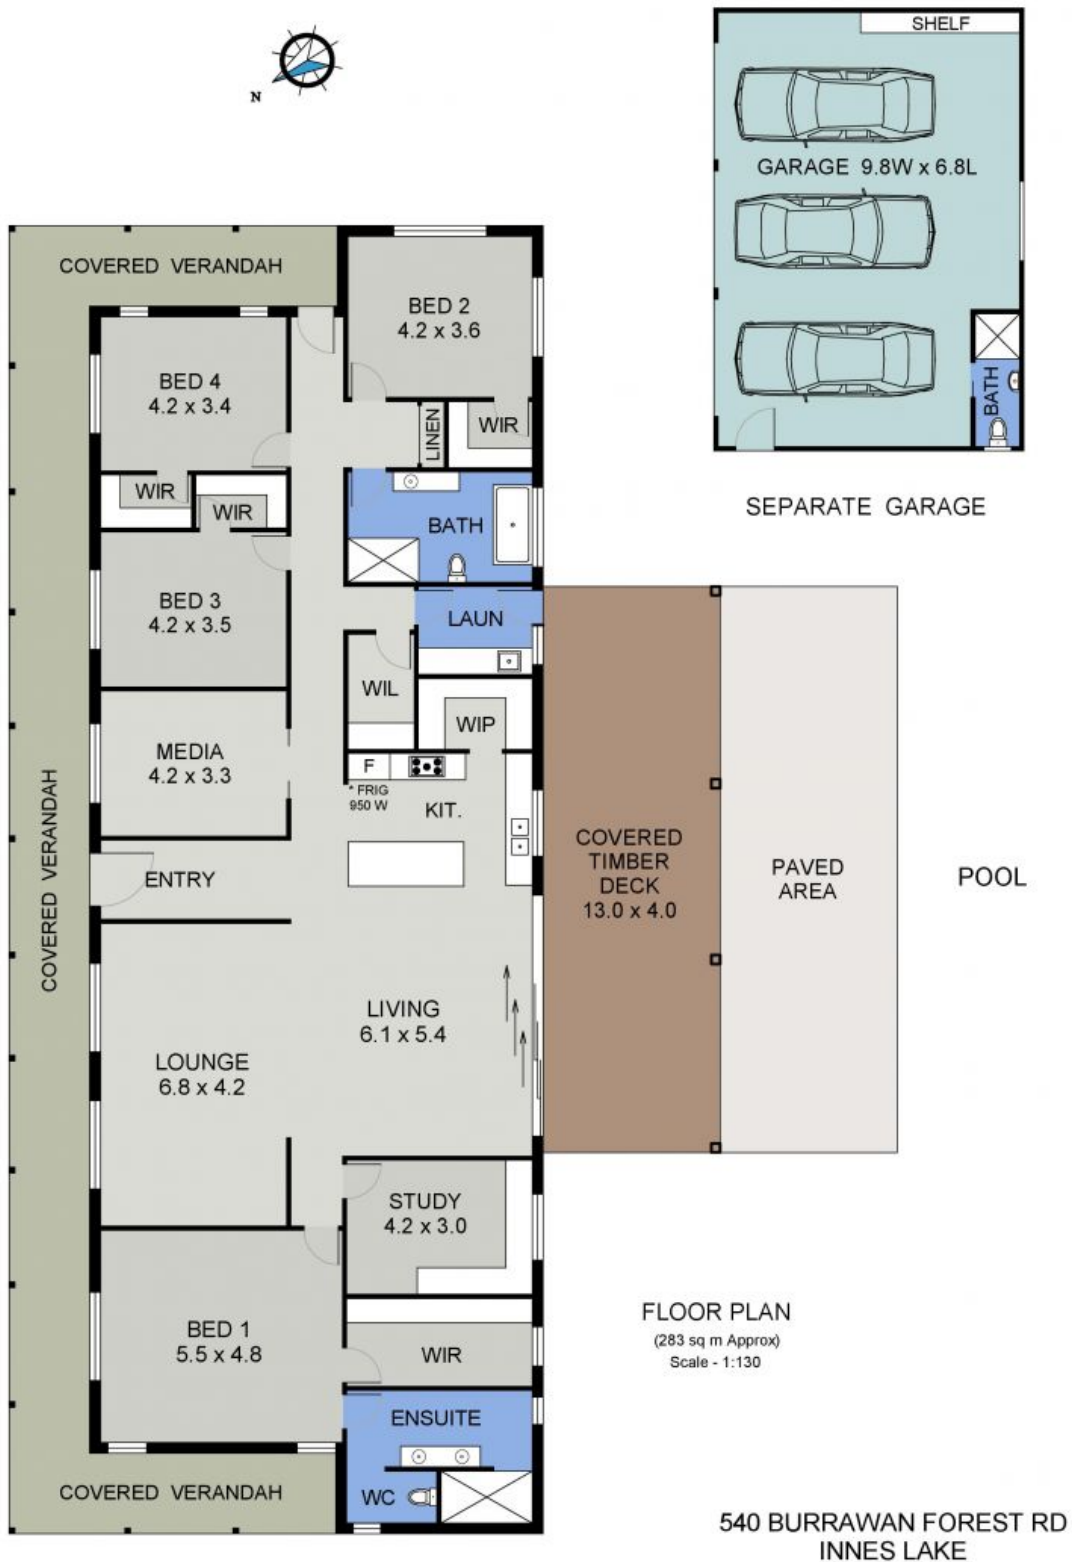 N
SHELF
GARAGE 9.8W x 6.8L
BATH
SEPARATE GARAGE
COVERED VERANDAH
BED 2
4.2 x 3.6
BED 4
4.2 x 3.4
LINEN
WIR
WIR
WIR
BATH
BED 3
4.2 x 3.5
LAUN
WIL
WIP
MEDIA
4.2 x 3.3
F
* FRIG
950 W
KIT.
COVERED VERANDAH
ENTRY
COVERED
TIMBER
DECK
13.0 x 4.0
PAVED
AREA
POOL
LIVING
6.1 x 5.4
LOUNGE
6.8 x 4.2
STUDY
4.2 x 3.0
BED 1
5.5 x 4.8
WIR
ENSUITE
WC
COVERED VERANDAH
FLOOR PLAN
(283 sq m Approx)
Scale - 1:130
540 BURRAWAN FOREST RD
INNES LAKE